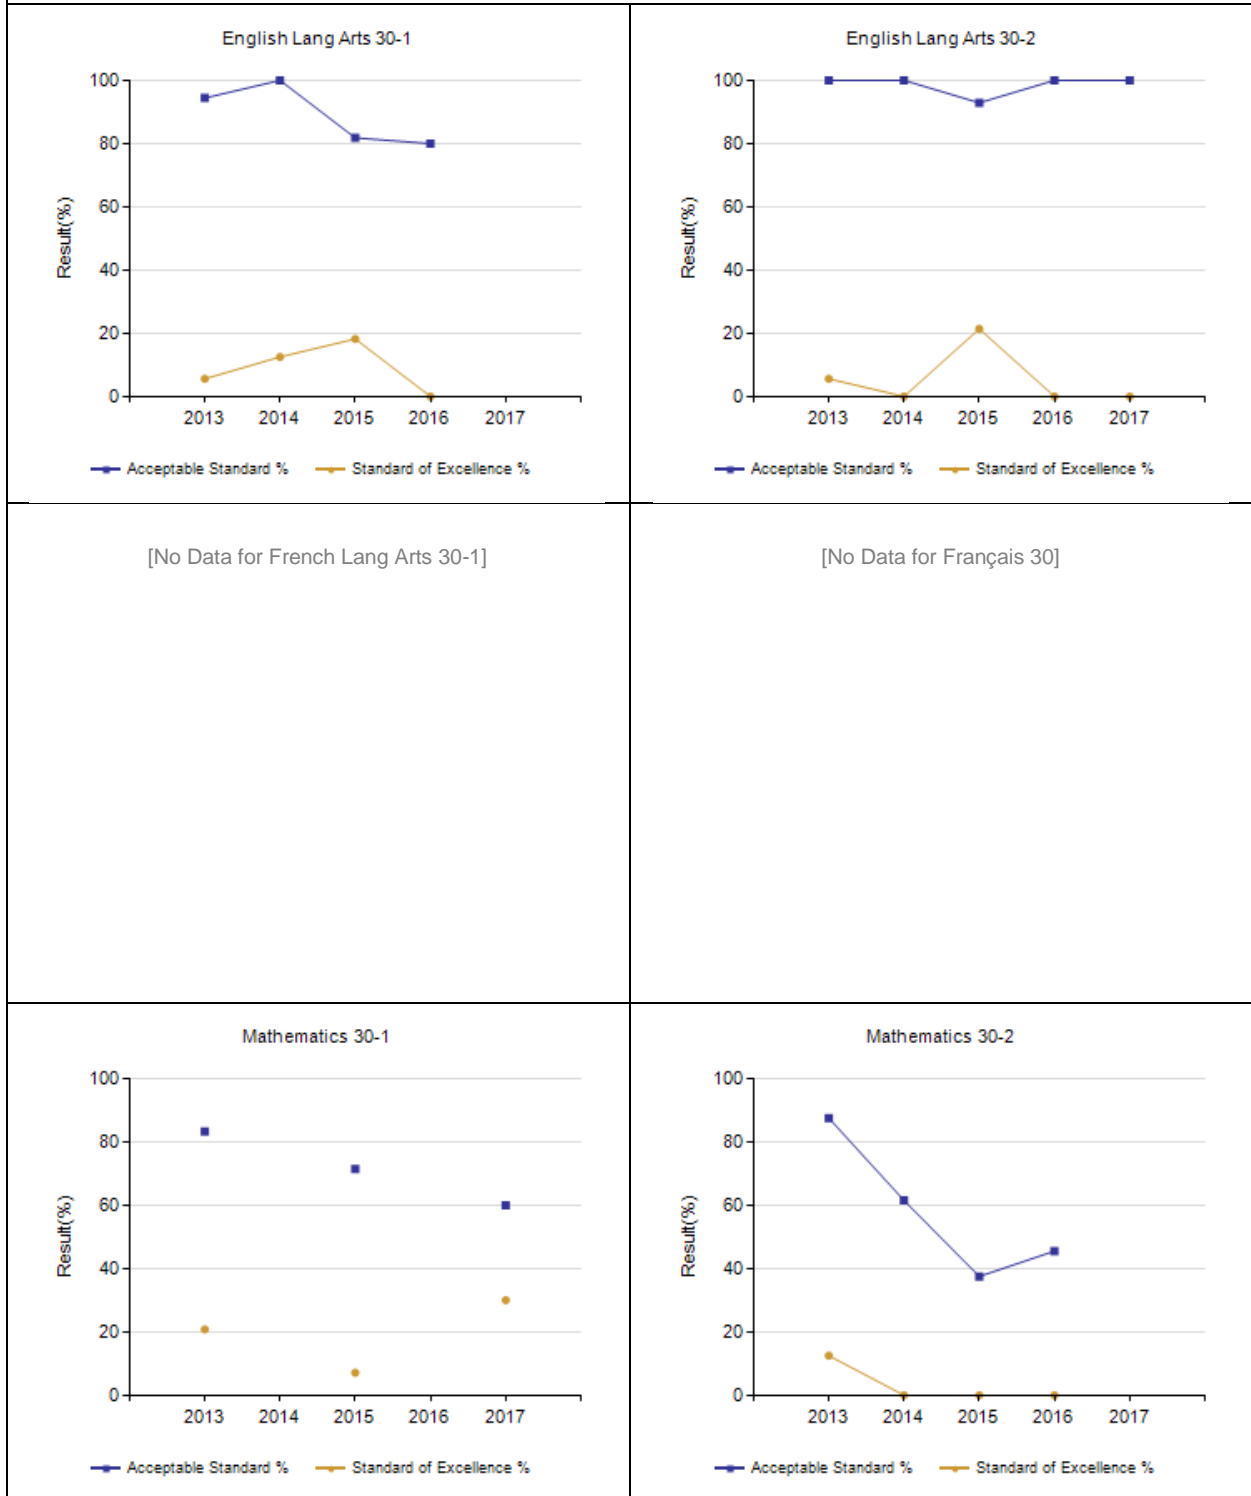 English Lang Arts 30-1
100
80
60
40
20
0
Result(%)
2013 2014 2015 2016 2017
Acceptable Standard % Standard of Excellence %
English Lang Arts 30-2
100
80
60
40
20
0
Result(%)
2013 2014 2015 2016 2017
Acceptable Standard % Standard of Excellence %
[No Data for French Lang Arts 30-1]
[No Data for Français 30]
Mathematics 30-1
100
80
60
40
20
0
Result(%)
2013 2014 2015 2016 2017
Acceptable Standard % Standard of Excellence %
Mathematics 30-2
100
80
60
40
20
0
Result(%)
2013 2014 2015 2016 2017
Acceptable Standard % Standard of Excellence %